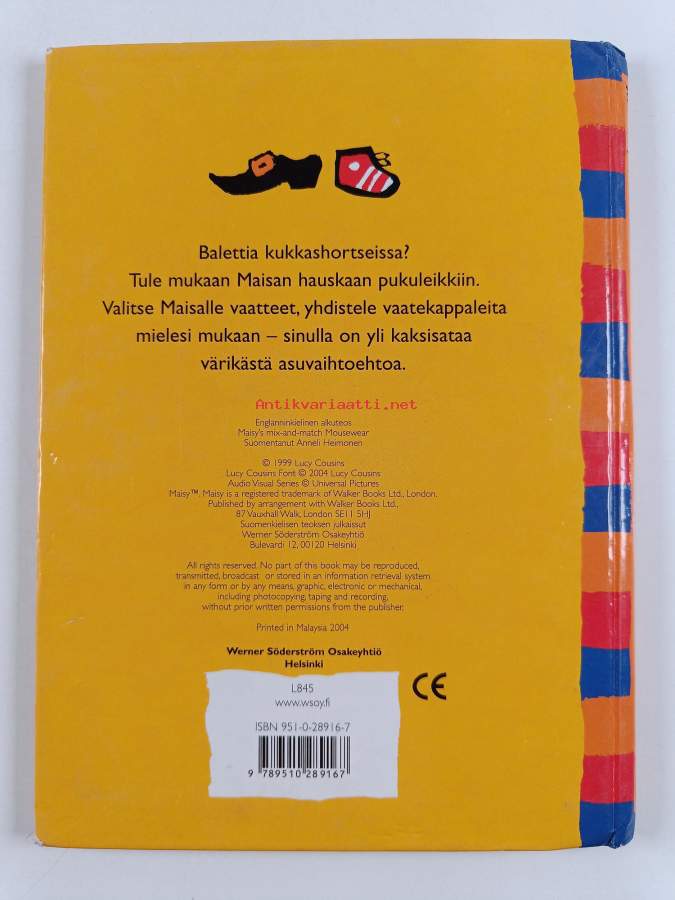 Balettia kukkashortseissa?
Tule mukaan Maisan hauskaan pukuleikkiin.
Valitse Maisalle vaatteet, yhdistele vaatekappaleita
mielesi mukaan – sinulla on yli kaksisataa
värikästä asuvaihtoehtoa.
Antikvariaatti.net
Englanninkielinen alkuteos
Maisy's mix-and-match Mousewear
Suomentanut Anneli Heimonen
© 1999 Lucy Cousins
Lucy Cousins Font © 2004 Lucy Cousins
Audio Visual Series © Universal Pictures
Maisy™. Maisy is a registered trademark of Walker Books Ltd., London.
Published by arrangement with Walker Books Ltd.,
87 Vauxhall Walk, London SE11 5HJ
Suomenkielisen teoksen julkaissut
Werner Söderström Osakeyhtiö
Bulevardi 12, 00120 Helsinki
All rights reserved. No part of this book may be reproduced,
transmitted, broadcast or stored in an information retrieval system
in any form or by any means, graphic, electronic or mechanical,
including photocopying, taping and recording,
without prior written permissions from the publisher.
Printed in Malaysia 2004
Werner Söderström Osakeyhtiö
Helsinki
L845
www.wsoy.fi
CE
ISBN 951-0-28916-7
9 789510 289167